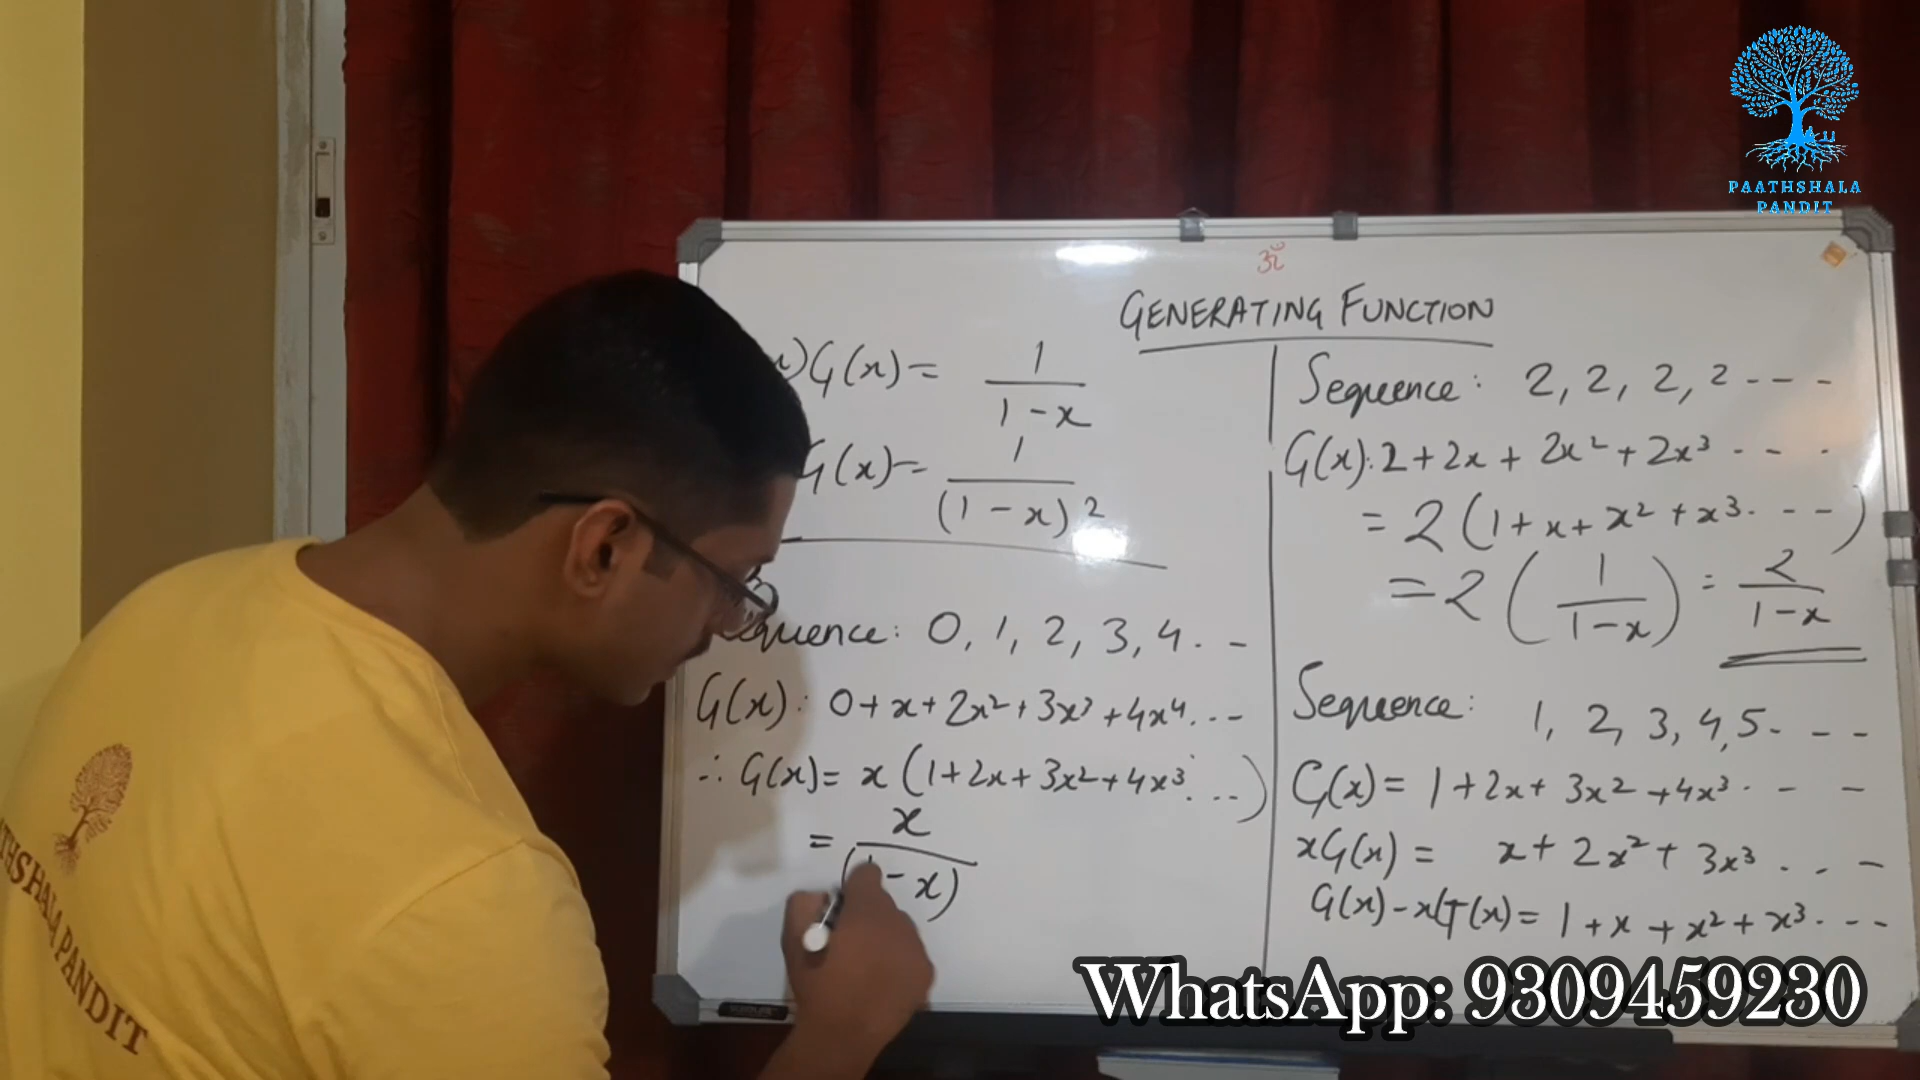 PAATHSHALA
PANDIT
ॐ
GENERATING FUNCTION
x)G(x) = 1/(1-x)
G(x) = 1/(1-x)²
Sequence: 0, 1, 2, 3, 4. . -
G(x): 0+x+2x²+3x³+4x⁴...--
∴ G(x)= x(1+2x+3x²+4x³...--)
= x/(1-x)
Sequence: 2, 2, 2, 2 - - - -
G(x): 2+2x+2x²+2x³ - - - .
= 2(1+x+x²+x³. - --)
= 2(1/(1-x)) = 2/(1-x)
Sequence: 1, 2, 3, 4, 5- - - -
G(x)= 1+2x+3x²+4x³. - -
xG(x) = x+2x²+3x³ . . -
G(x)-xG(x)= 1+x+x²+x³. - --
PAATHSHALA PANDIT
WhatsApp: 9309459230